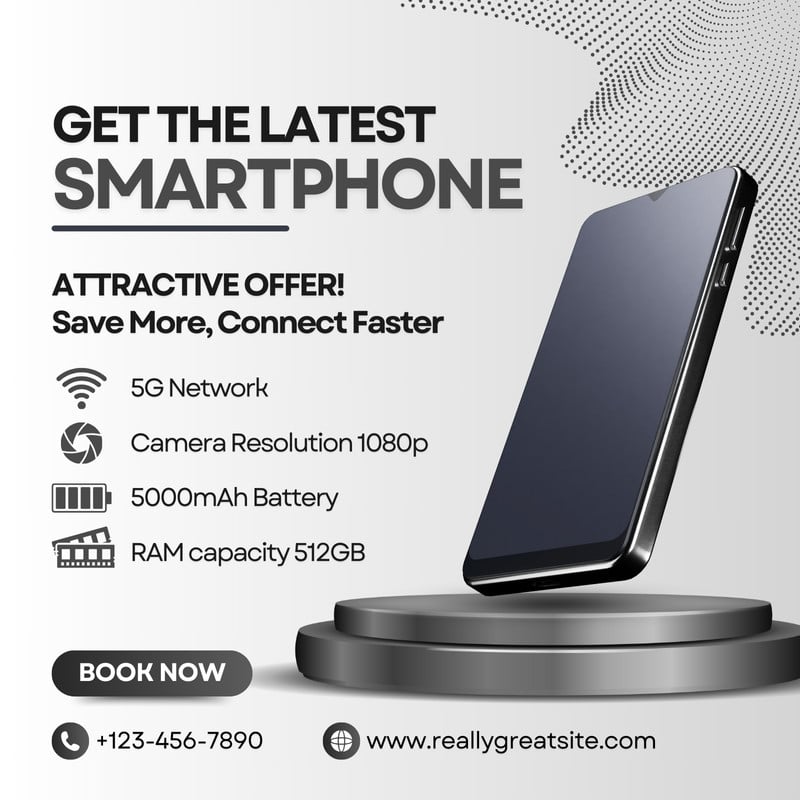 GET THE LATEST
SMARTPHONE
ATTRACTIVE OFFER!
Save More, Connect Faster
5G Network
Camera Resolution 1080p
5000mAh Battery
RAM capacity 512GB
BOOK NOW
+123-456-7890
www.reallygreatsite.com